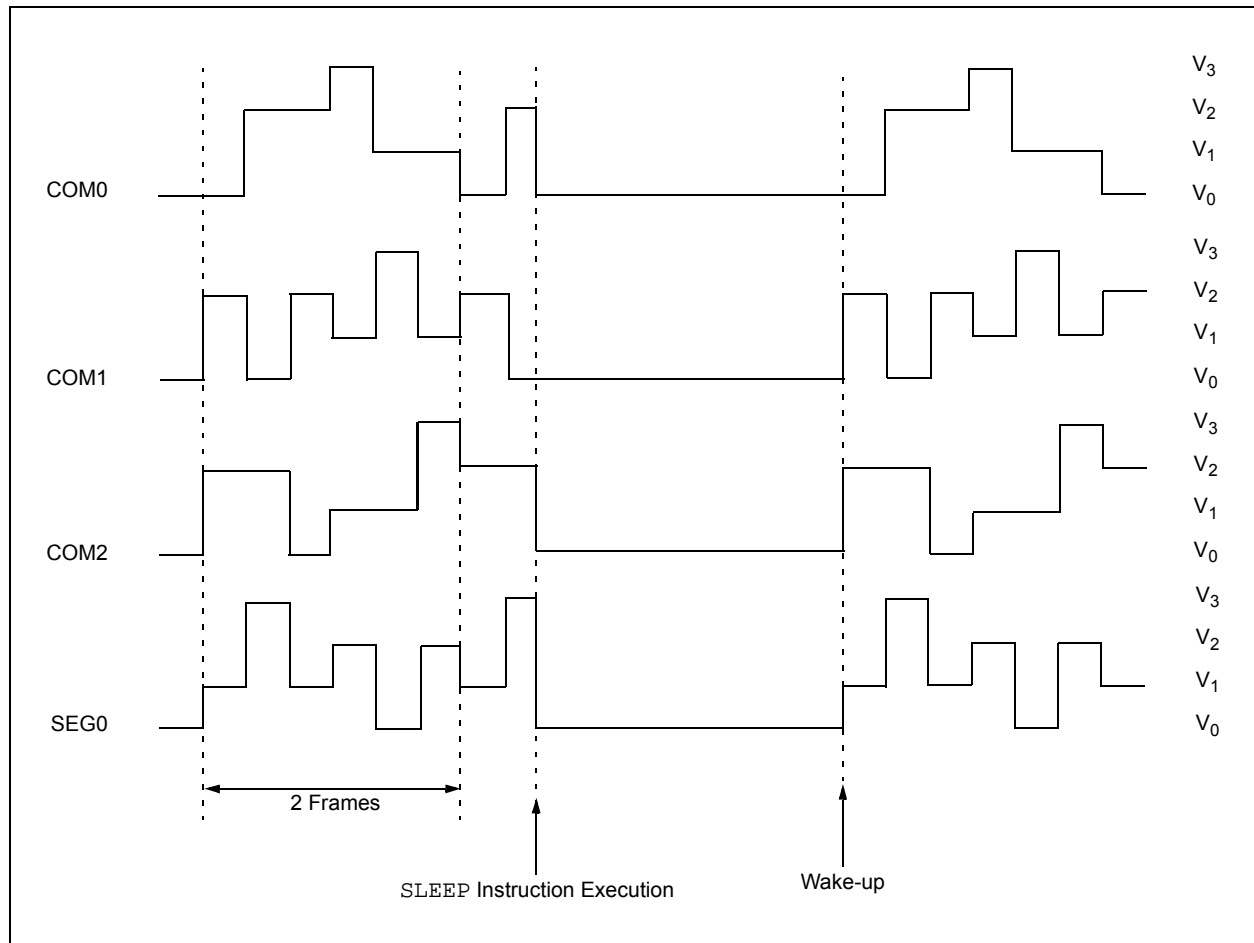 V3
V2
V1
COM0 V0
V3
V2
V1
COM1 V0
V3
V2
V1
COM2 V0
V3
V2
V1
SEG0 V0
2 Frames
SLEEP Instruction Execution
Wake-up